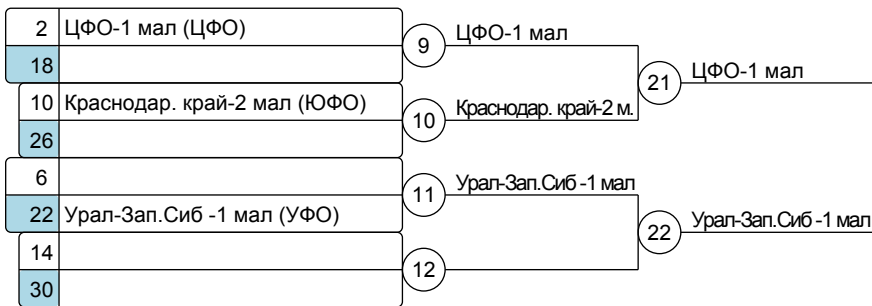 2 ЦФО-1 мал (ЦФО)
18
9 ЦФО-1 мал
10 Краснодар. край-2 мал (ЮФО)
26
10 Краснодар. край-2 м.
21 ЦФО-1 мал
6
22 Урал-Зап.Сиб -1 мал (УФО)
11 Урал-Зап.Сиб -1 мал
14
30
12
22 Урал-Зап.Сиб -1 мал